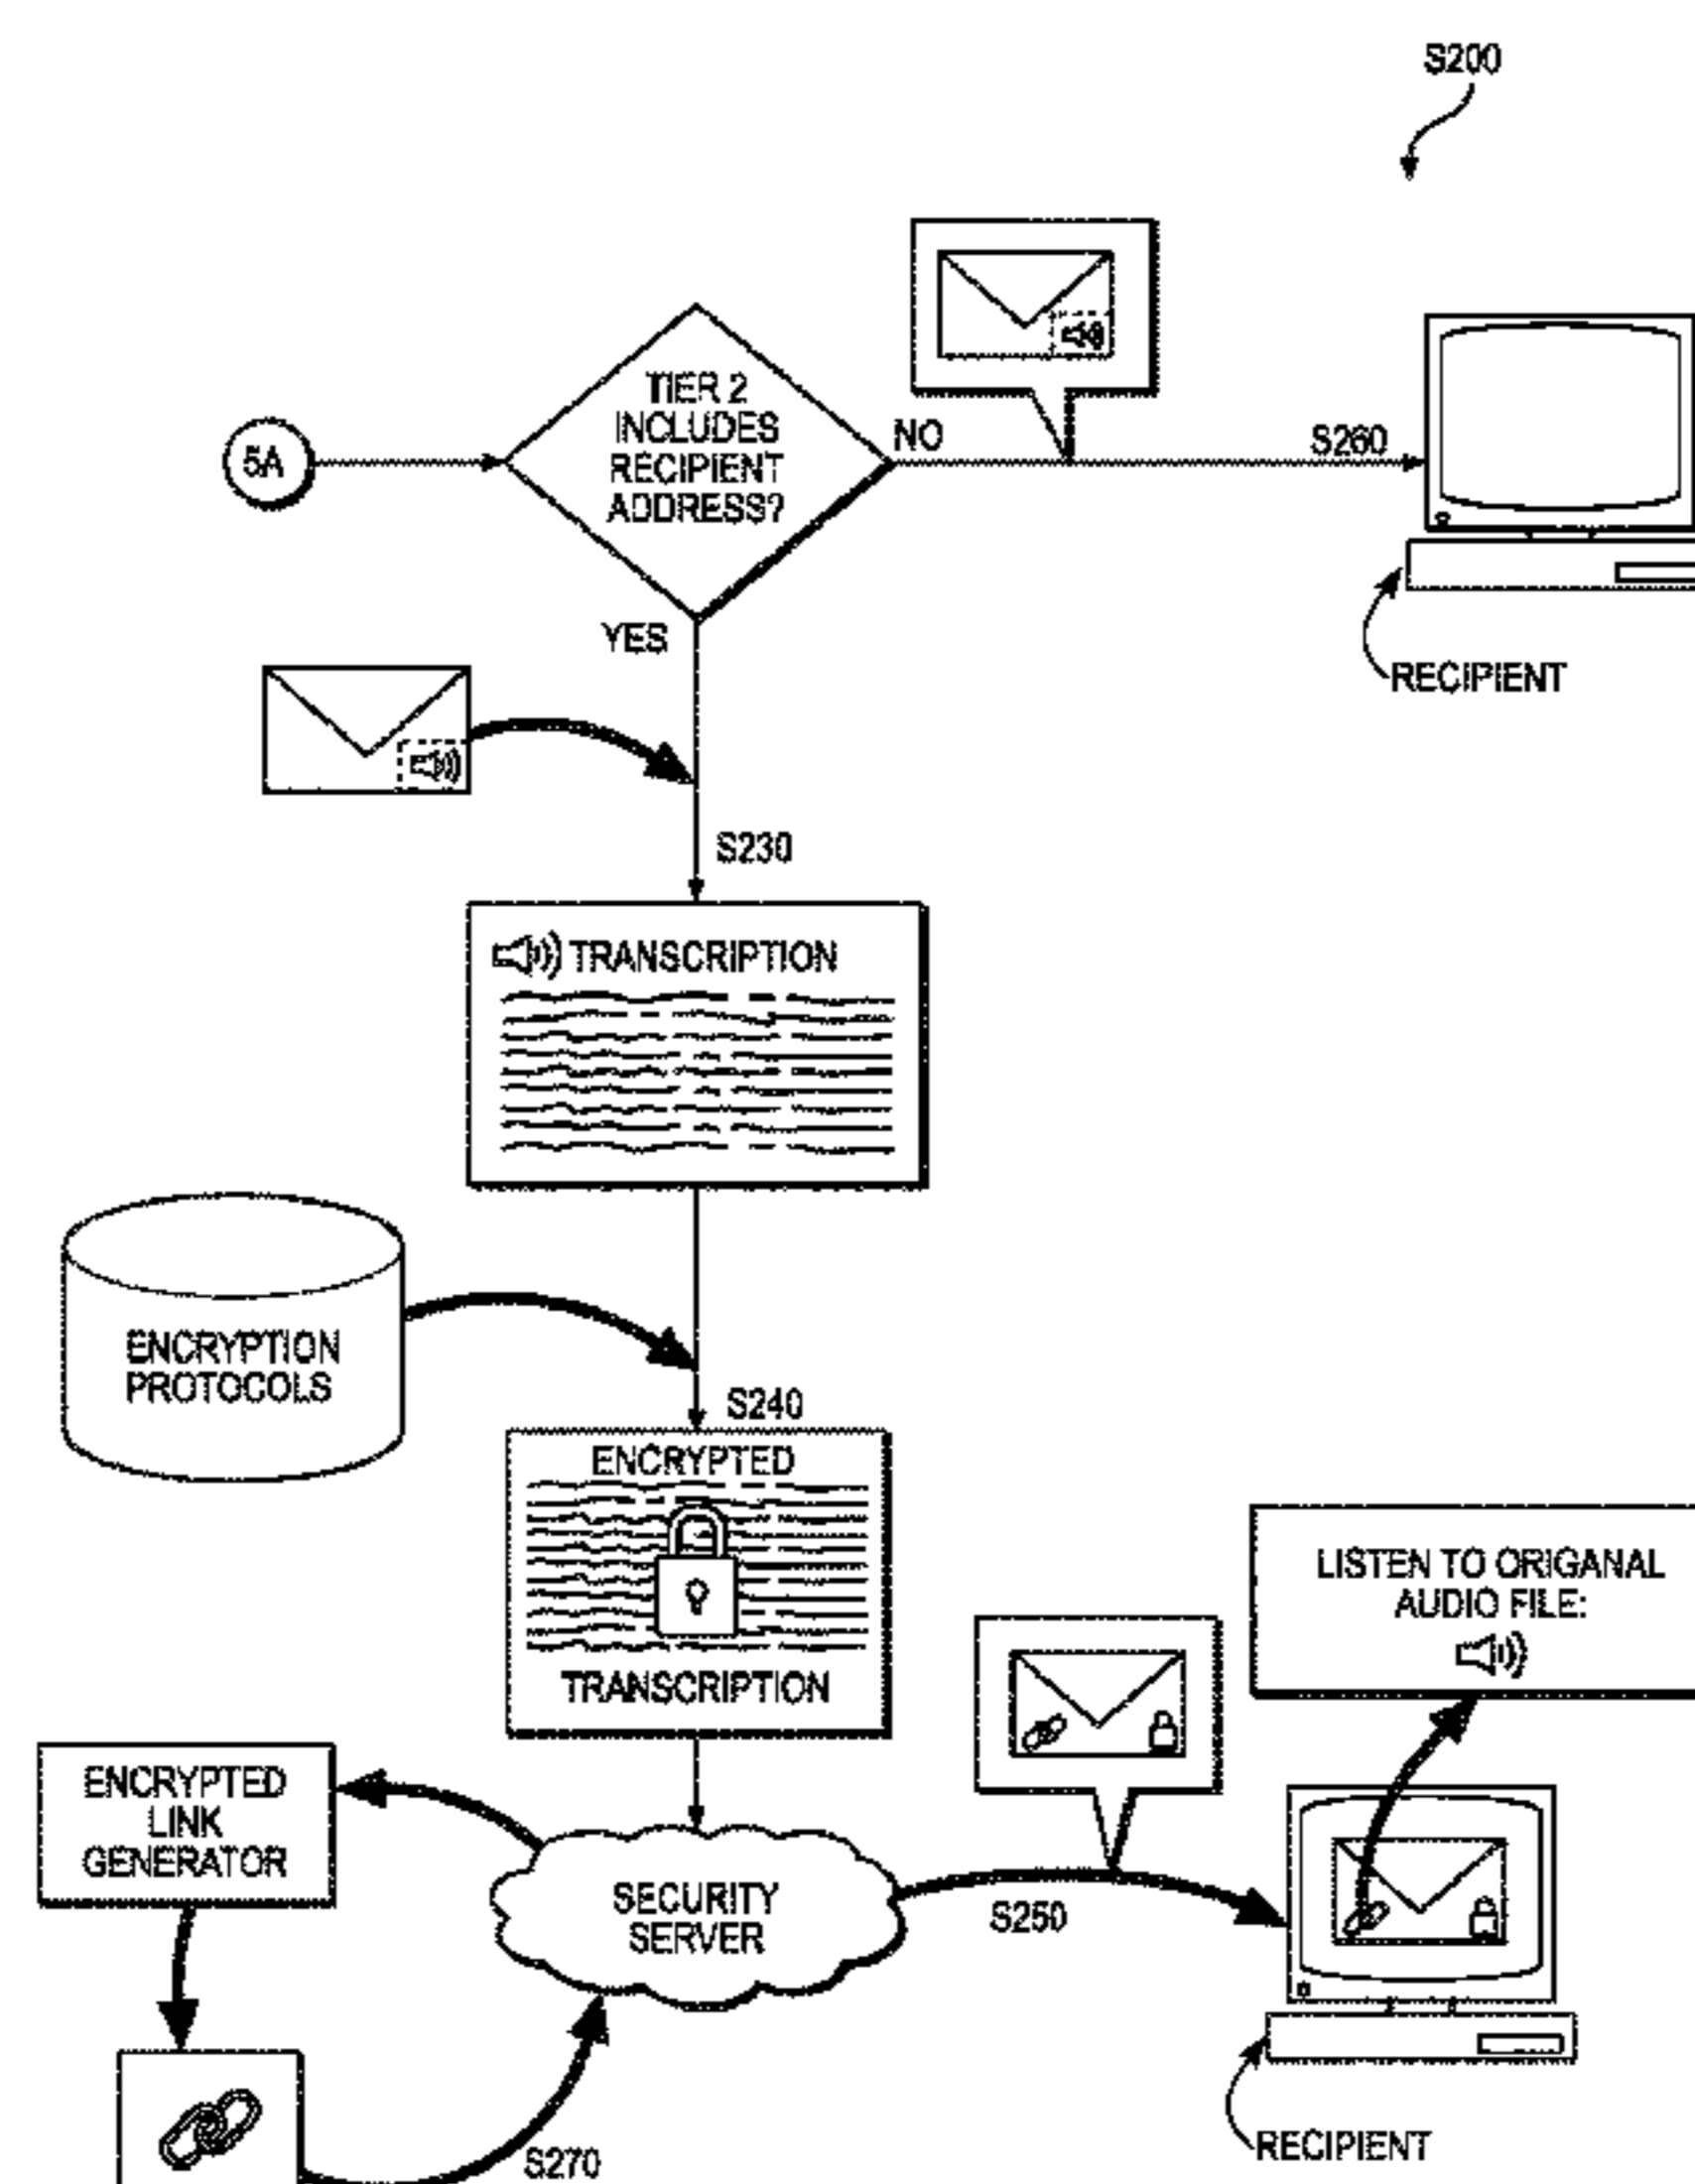 S200
TIER 2
INCLUDES
RECIPIENT
ADDRESS?
5A
NO
S260
YES
RECIPIENT
S230
TRANSCRIPTION
ENCRYPTION
PROTOCOLS
S240
ENCRYPTED
TRANSCRIPTION
LISTEN TO ORIGANAL
AUDIO FILE:
ENCRYPTED
LINK
GENERATOR
SECURITY
SERVER
S250
RECIPIENT
S270